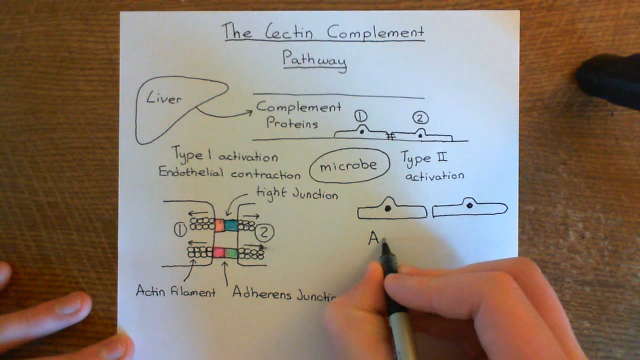 The Lectin Complement
Pathway
Liver
Complement
Proteins
1
2
Type I activation
Endothelial contraction
microbe
Type II
activation
tight Junction
1
2
Actin Filament
Adherens Junctio
A